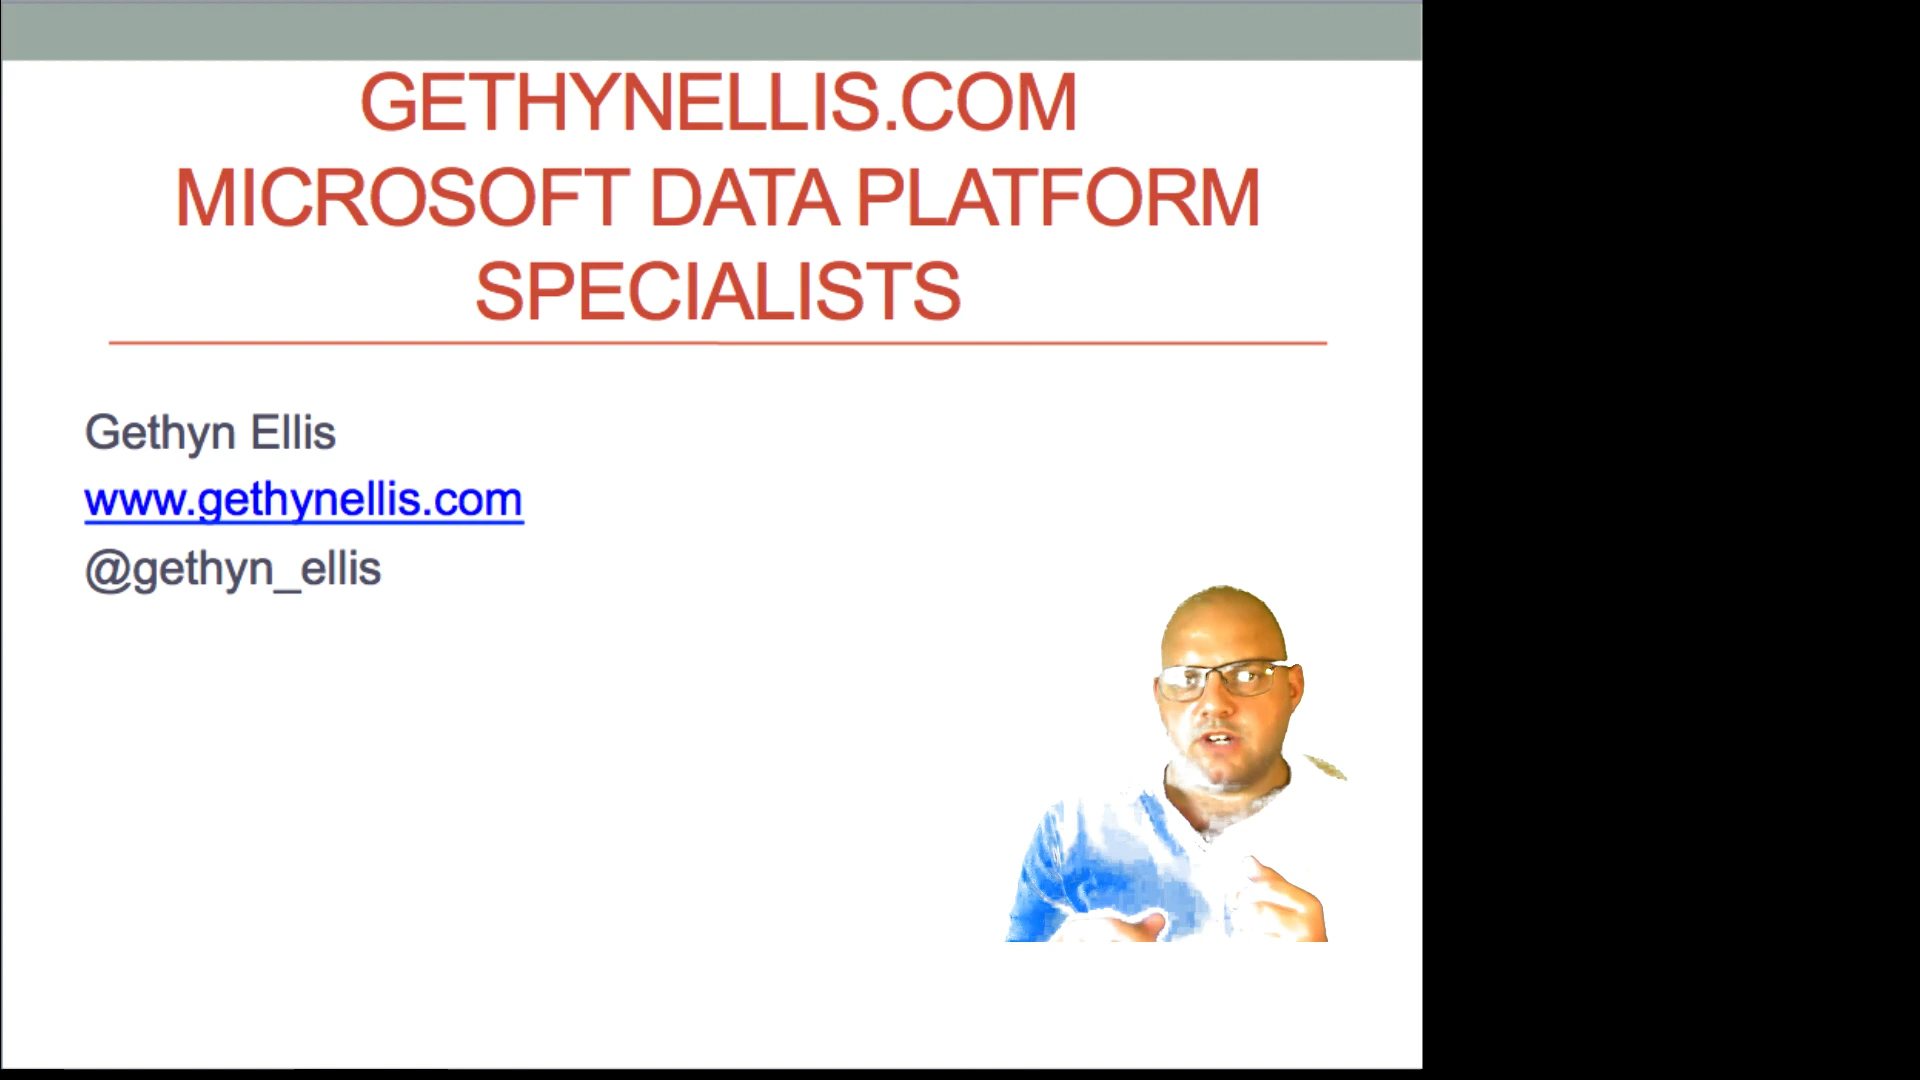 GETHYNELLIS.COM
MICROSOFT DATA PLATFORM
SPECIALISTS
Gethyn Ellis
www.gethynellis.com
@gethyn_ellis